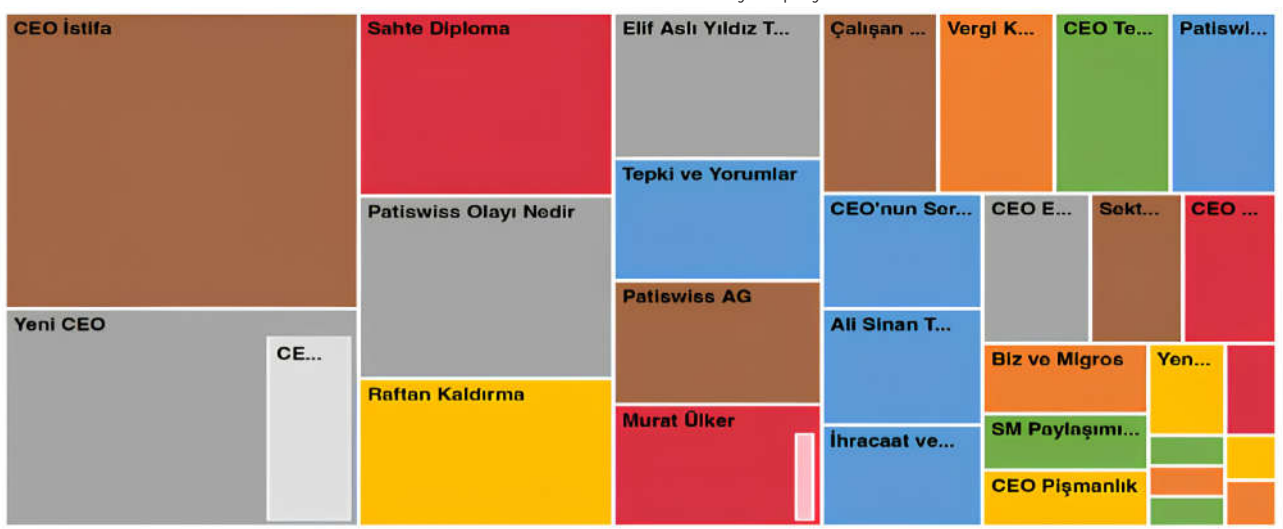 CEO İstifa
Yeni CEO
CE...
Sahte Diploma
Patiswiss Olayı Nedir
Raftan Kaldırma
Elif Aslı Yıldız T...
Tepki ve Yorumlar
Patiswiss AG
Murat Ülker
Çalışan ...
Vergi K...
CEO Te...
Patiswi...
CEO'nun Ser...
Ali Sinan T...
İhracaat ve...
CEO E...
Sekt...
CEO ...
Biz ve Migros
SM Paylaşımı...
CEO Pişmanlık
Yen...